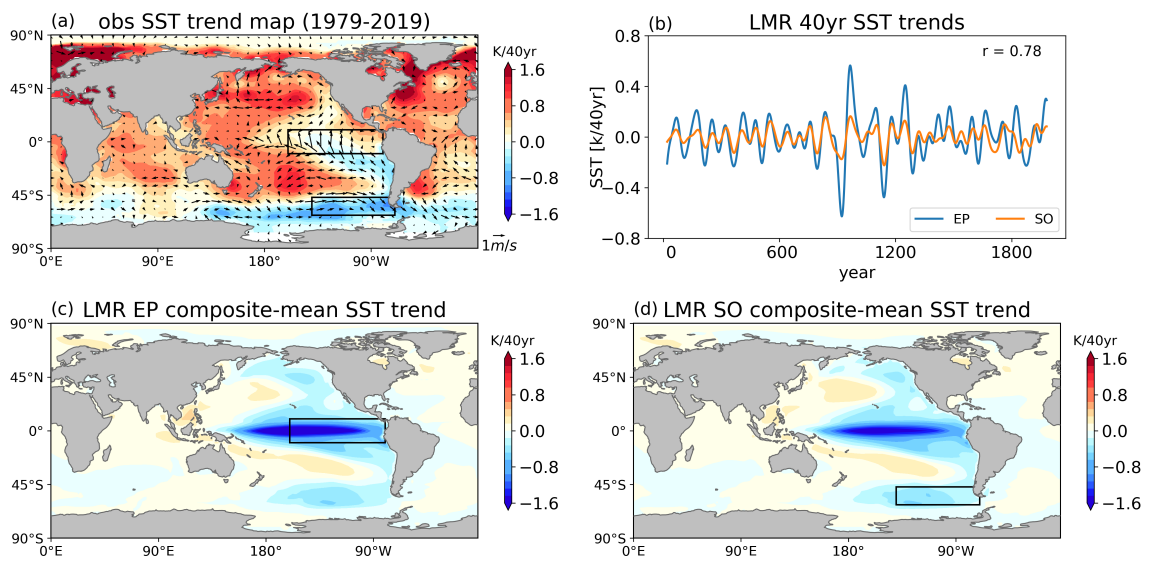 (a) obs SST trend map (1979-2019)
90°N
45°N
0°
45°S
90°S
0°E 90°E 180° 90°W
K/40yr
1.6
0.8
0.0
−0.8
−1.6
1m/s
(b) LMR 40yr SST trends
r = 0.78
SST [k/40yr]
0.8
0.4
0.0
−0.4
−0.8
EP SO
0 600 1200 1800
year
(c) LMR EP composite-mean SST trend
90°N
45°N
0°
45°S
90°S
0°E 90°E 180° 90°W
K/40yr
1.6
0.8
0.0
−0.8
−1.6
(d) LMR SO composite-mean SST trend
90°N
45°N
0°
45°S
90°S
0°E 90°E 180° 90°W
K/40yr
1.6
0.8
0.0
−0.8
−1.6